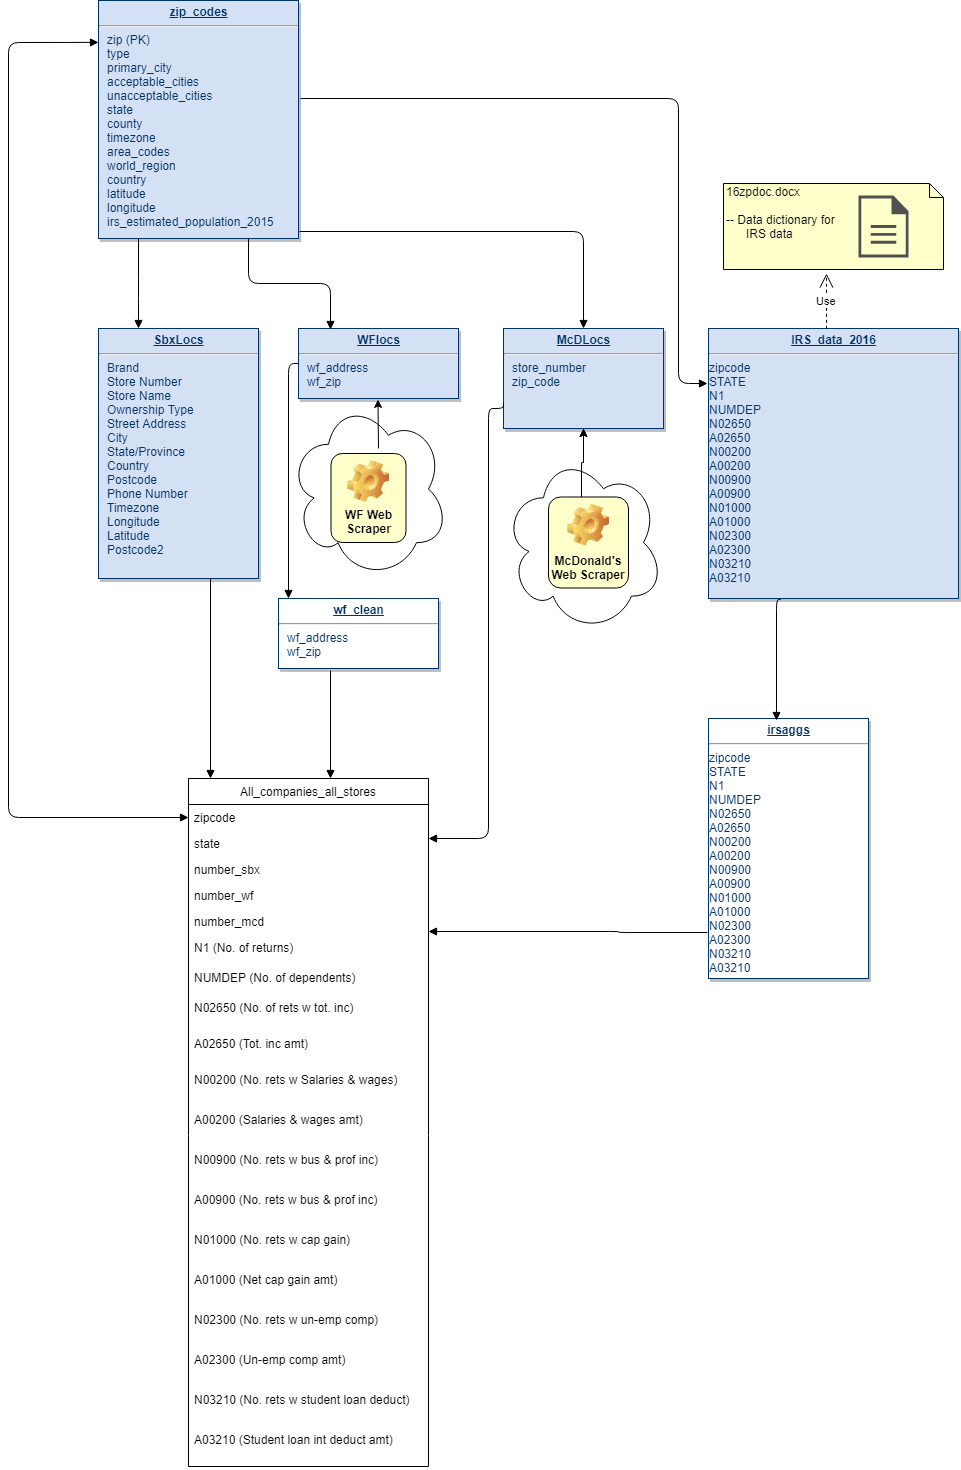 zip_codes
zip (PK)
type
primary_city
acceptable_cities
unacceptable_cities
state
county
timezone
area_codes
world_region
country
latitude
longitude
irs_estimated_population_2015
16zpdoc.docx
-- Data dictionary for
IRS data
Use
SbxLocs
Brand
Store Number
Store Name
Ownership Type
Street Address
City
State/Province
Country
Postcode
Phone Number
Timezone
Longitude
Latitude
Postcode2
WFlocs
wf_address
wf_zip
WF Web
Scraper
McDLocs
store_number
zip_code
McDonald's
Web Scraper
IRS_data_2016
zipcode
STATE
N1
NUMDEP
N02650
A02650
N00200
A00200
N00900
A00900
N01000
A01000
N02300
A02300
N03210
A03210
wf_clean
wf_address
wf_zip
irsaggs
zipcode
STATE
N1
NUMDEP
N02650
A02650
N00200
A00200
N00900
A00900
N01000
A01000
N02300
A02300
N03210
A03210
All_companies_all_stores
zipcode
state
number_sbx
number_wf
number_mcd
N1 (No. of returns)
NUMDEP (No. of dependents)
N02650 (No. of rets w tot. inc)
A02650 (Tot. inc amt)
N00200 (No. rets w Salaries & wages)
A00200 (Salaries & wages amt)
N00900 (No. rets w bus & prof inc)
A00900 (No. rets w bus & prof inc)
N01000 (No. rets w cap gain)
A01000 (Net cap gain amt)
N02300 (No. rets w un-emp comp)
A02300 (Un-emp comp amt)
N03210 (No. rets w student loan deduct)
A03210 (Student loan int deduct amt)